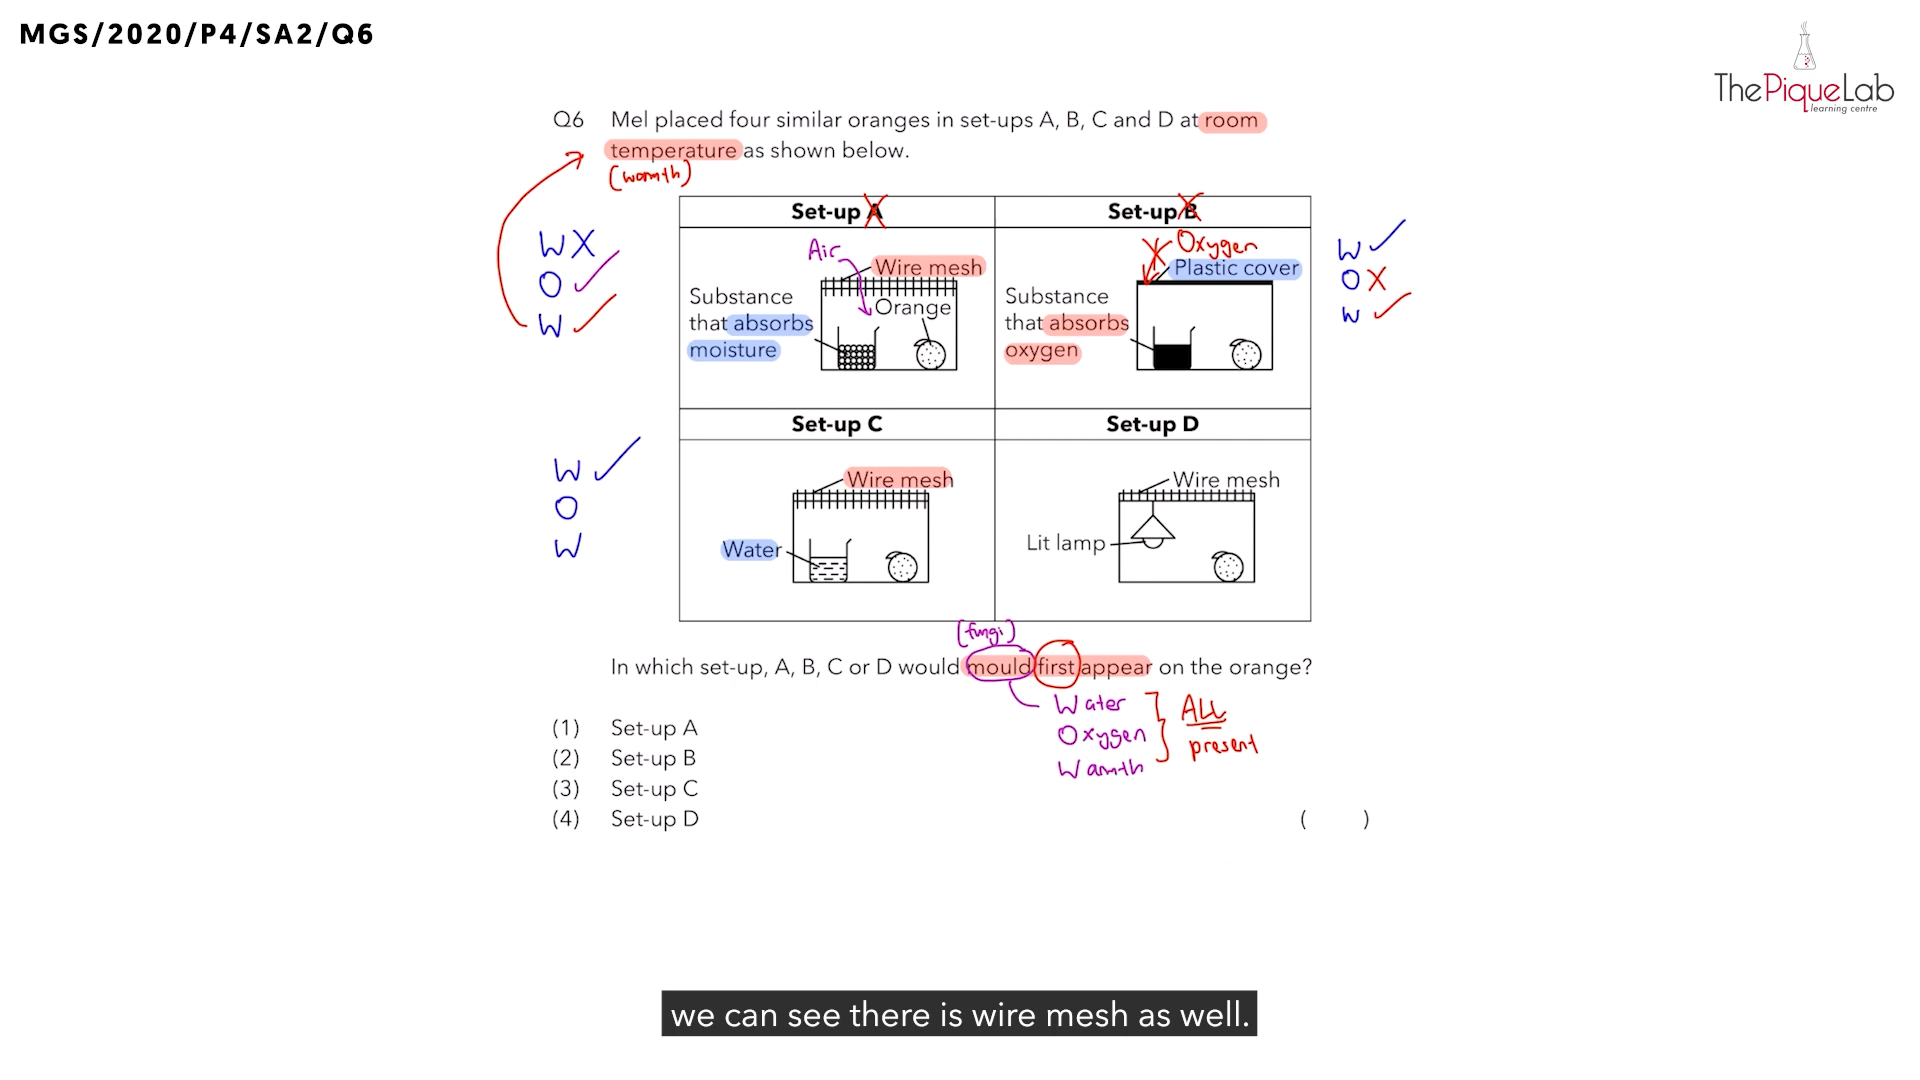 MGS/2020/P4/SA2/Q6
ThePiqueLab
learning centre
Q6 Mel placed four similar oranges in set-ups A, B, C and D at room
temperature as shown below.
(warmth)
Set-up A
Set-up B
W X
O
W
Air
Wire mesh
Substance
that absorbs
moisture
Orange
X Oxygen
Plastic cover
Substance
that absorbs
oxygen
W
O X
W
Set-up C
Set-up D
W
O
W
Wire mesh
Water
Wire mesh
Lit lamp
(fungi)
In which set-up, A, B, C or D would mould first appear on the orange?
Water
Oxygen
Warmth
ALL
present
(1) Set-up A
(2) Set-up B
(3) Set-up C
(4) Set-up D
( )
we can see there is wire mesh as well.